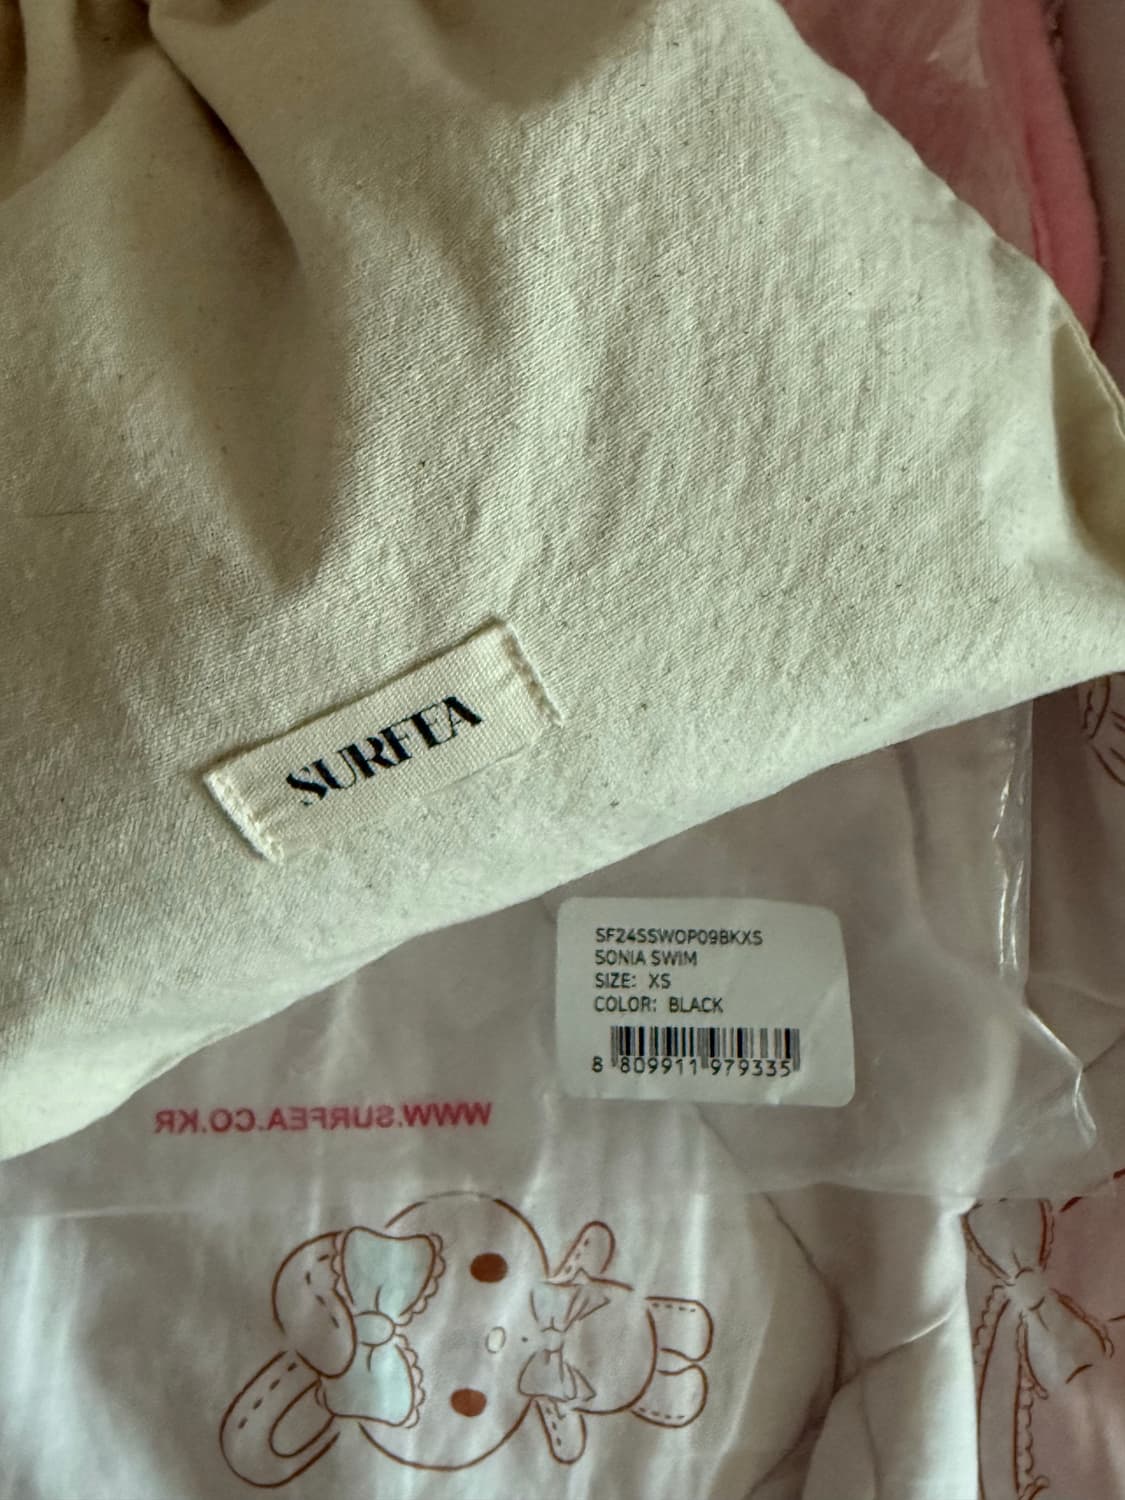 SURFEA
SF24SSWOP09BKXS
SONIA SWIM
SIZE: XS
COLOR: BLACK
8 809911 979335
WWW.SURFEA.CO.KR